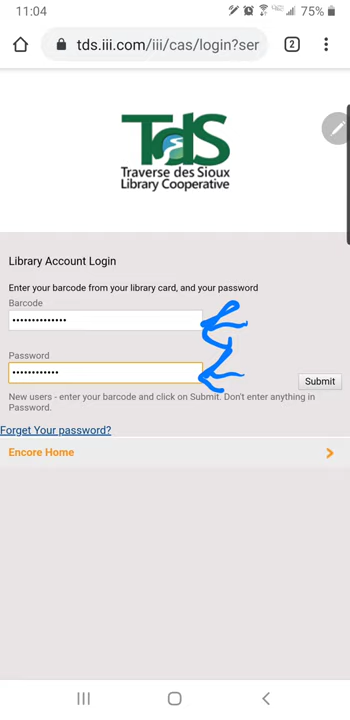 11:04 75%
tds.iii.com/iii/cas/login?ser 2
TdS
Traverse des Sioux
Library Cooperative
Library Account Login
Enter your barcode from your library card, and your password
Barcode
••••••••••••••
Password
••••••••••••
Submit
New users - enter your barcode and click on Submit. Don't enter anything in
Password.
Forget Your password?
Encore Home